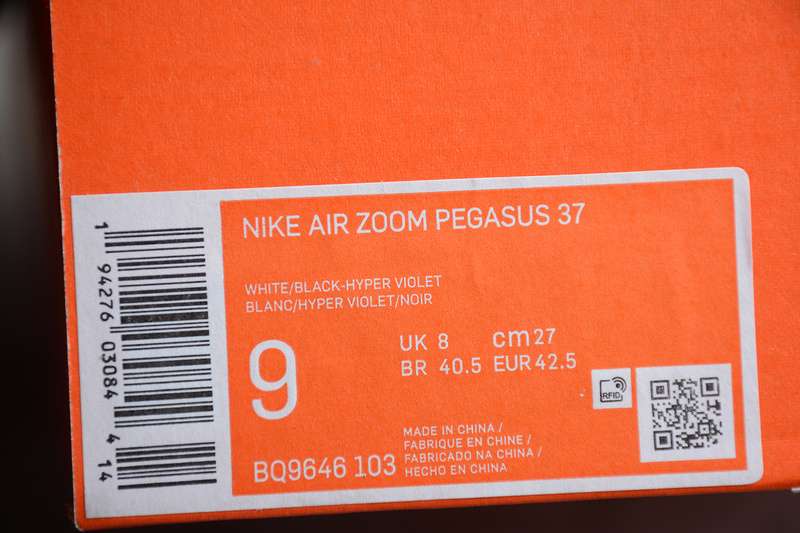 NIKE AIR ZOOM PEGASUS 37
WHITE/BLACK-HYPER VIOLET
BLANC/HYPER VIOLET/NOIR
9
UK 8 cm 27
BR 40.5 EUR 42.5
BQ9646 103
MADE IN CHINA /
FABRIQUE EN CHINE /
FABRICADO NA CHINA /
HECHO EN CHINA
RFID
1 94276 03084 4 14